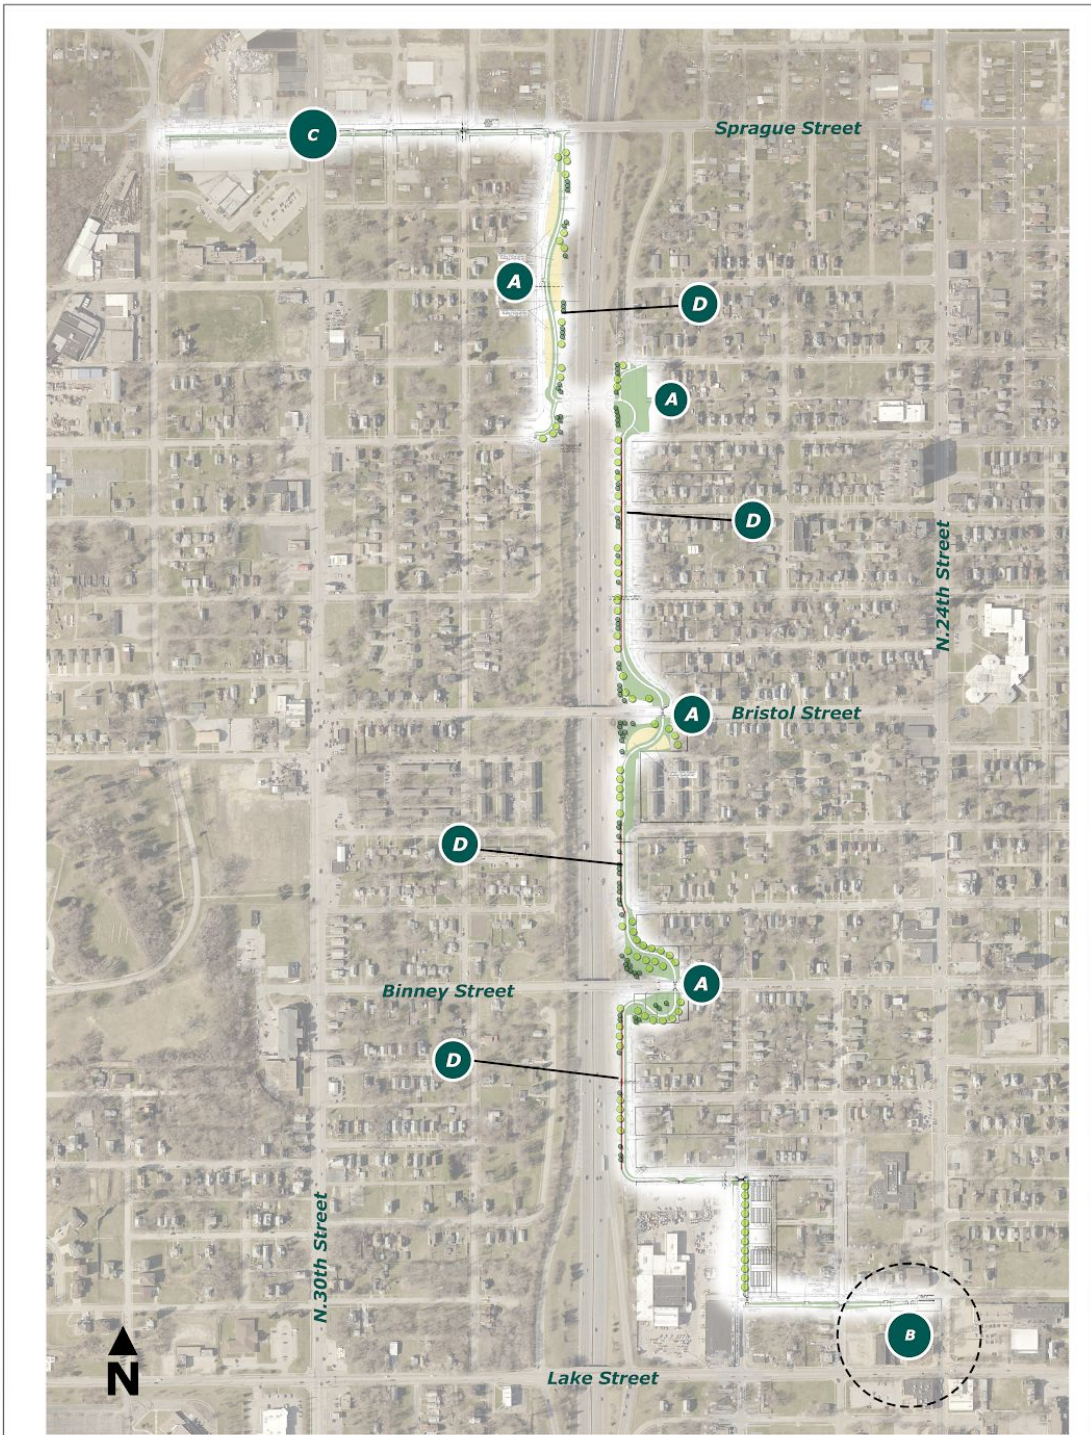 C
Sprague Street
A
D
A
D
N.24th Street
A
Bristol Street
D
A
Binney Street
D
N.30th Street
B
N
Lake Street